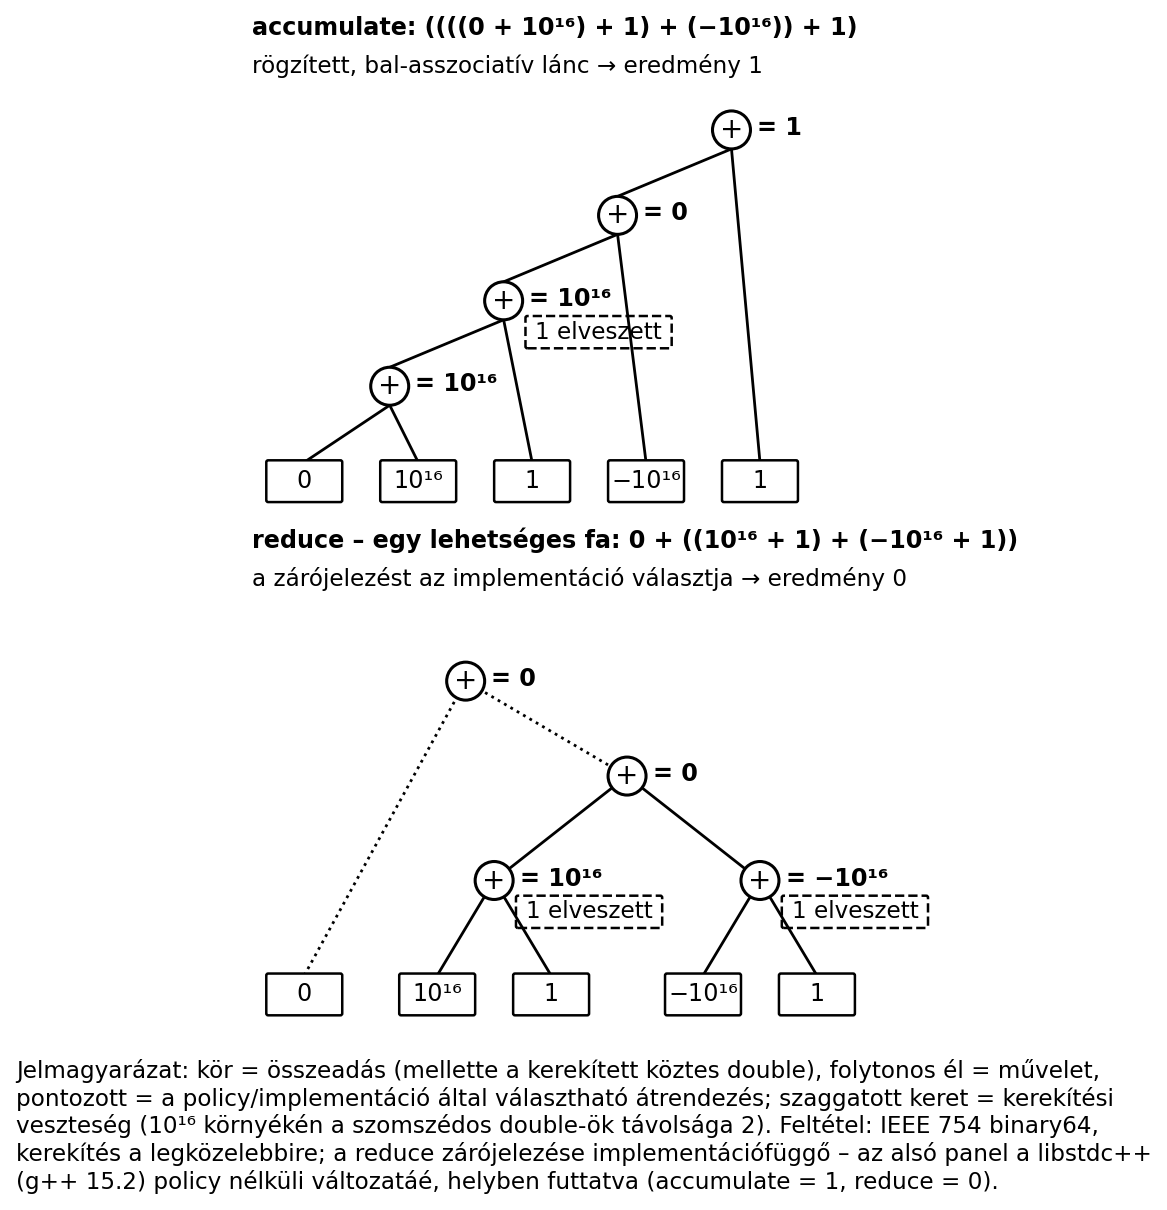 accumulate: ((((0 + 10¹⁶) + 1) + (−10¹⁶)) + 1)
rögzített, bal-asszociatív lánc → eredmény 1
+ = 1
+ = 0
+ = 10¹⁶
1 elveszett
+ = 10¹⁶
0 10¹⁶ 1 −10¹⁶ 1
reduce – egy lehetséges fa: 0 + ((10¹⁶ + 1) + (−10¹⁶ + 1))
a zárójelezést az implementáció választja → eredmény 0
+ = 0
+ = 0
+ = 10¹⁶ + = −10¹⁶
1 elveszett 1 elveszett
0 10¹⁶ 1 −10¹⁶ 1
Jelmagyarázat: kör = összeadás (mellette a kerekített köztes double), folytonos él = művelet,
pontozott = a policy/implementáció által választható átrendezés; szaggatott keret = kerekítési
veszteség (10¹⁶ környékén a szomszédos double-ök távolsága 2). Feltétel: IEEE 754 binary64,
kerekítés a legközelebbire; a reduce zárójelezése implementációfüggő – az alsó panel a libstdc++
(g++ 15.2) policy nélküli változatáé, helyben futtatva (accumulate = 1, reduce = 0).